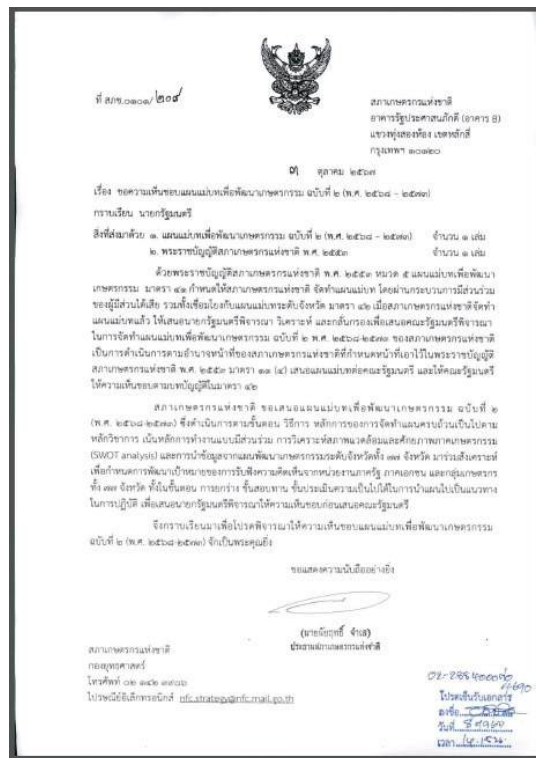 ที่ สภข.๐๑๐๑/๒๐๙
สภาเกษตรกรแห่งชาติ
อาคารรัฐประศาสนภักดี (อาคาร B)
แขวงทุ่งสองห้อง เขตหลักสี่
กรุงเทพฯ ๑๐๒๑๐
๓ ตุลาคม ๒๕๖๗
เรื่อง ขอความเห็นชอบแผนแม่บทเพื่อพัฒนาเกษตรกรรม ฉบับที่ ๒ (พ.ศ. ๒๕๖๘ – ๒๕๗๓)
กราบเรียน นายกรัฐมนตรี
สิ่งที่ส่งมาด้วย ๑. แผนแม่บทเพื่อพัฒนาเกษตรกรรม ฉบับที่ ๒ (พ.ศ. ๒๕๖๘ – ๒๕๗๓) จำนวน ๑ เล่ม
๒. พระราชบัญญัติสภาเกษตรกรแห่งชาติ พ.ศ. ๒๕๕๓ จำนวน ๑ เล่ม
ด้วยพระราชบัญญัติสภาเกษตรกรแห่งชาติ พ.ศ. ๒๕๕๓ หมวด ๕ แผนแม่บทเพื่อพัฒนา
เกษตรกรรม มาตรา ๔๑ กำหนดให้สภาเกษตรกรแห่งชาติ จัดทำแผนแม่บท โดยผ่านกระบวนการมีส่วนร่วม
ของผู้มีส่วนได้เสีย รวมทั้งเชื่อมโยงกับแผนแม่บทระดับจังหวัด มาตรา ๔๒ เมื่อสภาเกษตรกรแห่งชาติจัดทำ
แผนแม่บทแล้ว ให้เสนอนายกรัฐมนตรีพิจารณา วิเคราะห์ และกลั่นกรองเพื่อเสนอคณะรัฐมนตรีพิจารณา
ในการจัดทำแผนแม่บทเพื่อพัฒนาเกษตรกรรม ฉบับที่ ๒ พ.ศ. ๒๕๖๘-๒๕๗๓ ของสภาเกษตรกรแห่งชาติ
เป็นการดำเนินการตามอำนาจหน้าที่ของสภาเกษตรกรแห่งชาติที่กำหนดหน้าที่เอาไว้ในพระราชบัญญัติ
สภาเกษตรกรแห่งชาติ พ.ศ. ๒๕๕๓ มาตรา ๑๑ (๔) เสนอแผนแม่บทต่อคณะรัฐมนตรี และให้คณะรัฐมนตรี
ให้ความเห็นชอบตามบทบัญญัติในมาตรา ๔๒
สภาเกษตรกรแห่งชาติ ขอเสนอแผนแม่บทเพื่อพัฒนาเกษตรกรรม ฉบับที่ ๒
(พ.ศ. ๒๕๖๘-๒๕๗๓) ซึ่งดำเนินการตามขั้นตอน วิธีการ หลักการของการจัดทำแผนครบถ้วนเป็นไปตาม
หลักวิชาการ เน้นหลักการทำงานแบบมีส่วนร่วม การวิเคราะห์สภาพแวดล้อมและศักยภาพภาคเกษตรกรรม
(SWOT analysis) และการนำข้อมูลจากแผนพัฒนาเกษตรกรรมระดับจังหวัดทั้ง ๗๗ จังหวัด มาร่วมสังเคราะห์
เพื่อกำหนดการพัฒนาเป้าหมายของการรับฟังความคิดเห็นจากหน่วยงานภาครัฐ ภาคเอกชน และกลุ่มเกษตรกร
ทั้ง ๗๗ จังหวัด ทั้งในขั้นตอน การยกร่าง ขั้นสอบทาน ขั้นประเมินความเป็นไปได้ในการนำแผนไปเป็นแนวทาง
ในการปฏิบัติ เพื่อเสนอนายกรัฐมนตรีพิจารณาให้ความเห็นชอบก่อนเสนอคณะรัฐมนตรี
จึงกราบเรียนมาเพื่อโปรดพิจารณาให้ความเห็นชอบแผนแม่บทเพื่อพัฒนาเกษตรกรรม
ฉบับที่ ๒ (พ.ศ. ๒๕๖๘-๒๕๗๓) จักเป็นพระคุณยิ่ง
ขอแสดงความนับถืออย่างยิ่ง
ประธานสภาเกษตรกรแห่งชาติ
สภาเกษตรกรแห่งชาติ
กองยุทธศาสตร์
โทรศัพท์ ๐๒
ไปรษณีย์อิเล็กทรอนิกส์ nfc.strategy@nfc.mail.go.th
โปรดเซ็นรับเอกสาร
ลงชื่อ
วันที่
เวลา